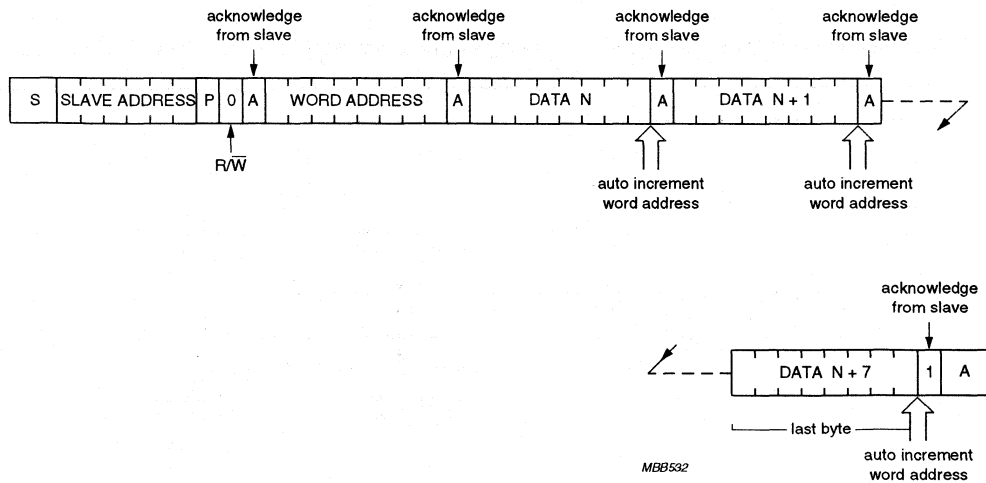 acknowledge from slave
acknowledge from slave
acknowledge from slave
acknowledge from slave
S SLAVE ADDRESS P 0 A WORD ADDRESS A DATA N A DATA N + 1 A
R/W̅
auto increment word address
auto increment word address
acknowledge from slave
DATA N + 7 1 A
last byte
auto increment word address
MBB532